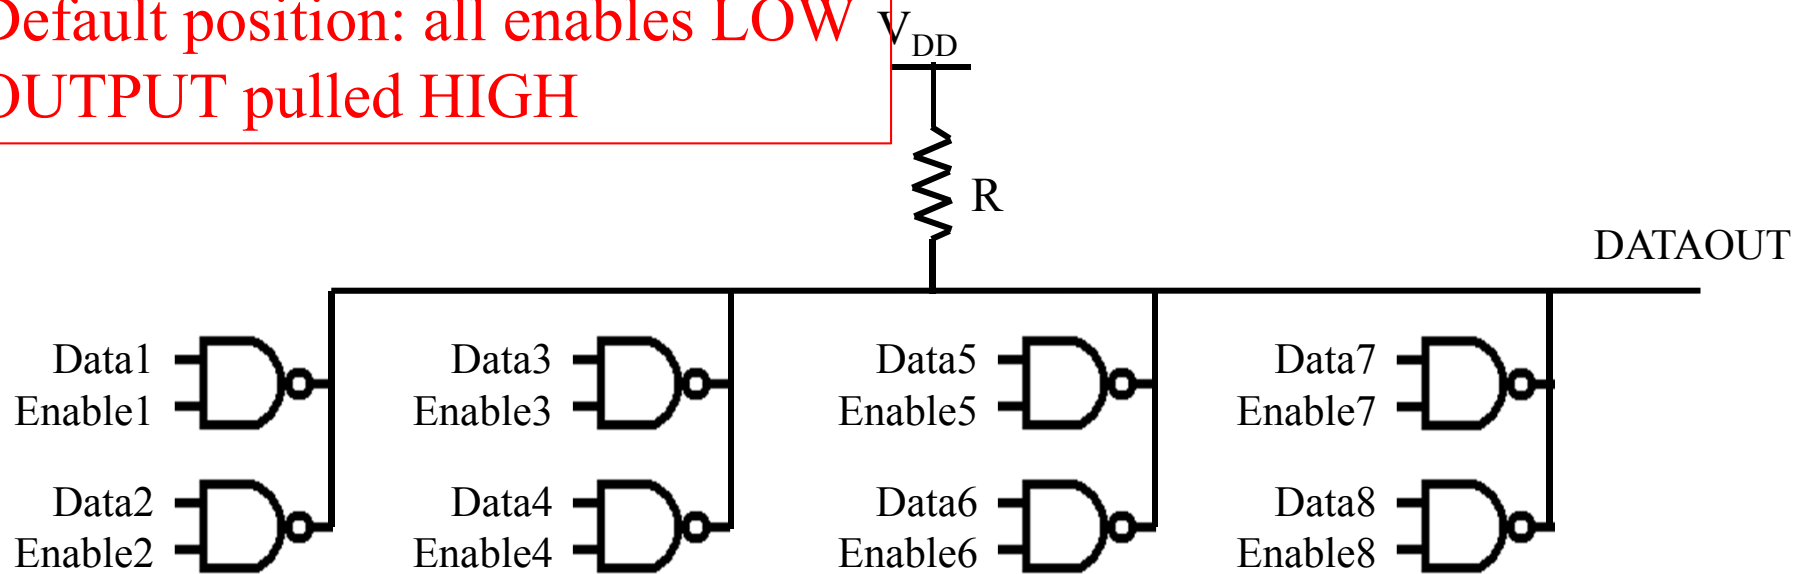 Default position: all enables LOW
OUTPUT pulled HIGH
VDD
R
DATAOUT
Data1
Enable1
Data3
Enable3
Data5
Enable5
Data7
Enable7
Data2
Enable2
Data4
Enable4
Data6
Enable6
Data8
Enable8